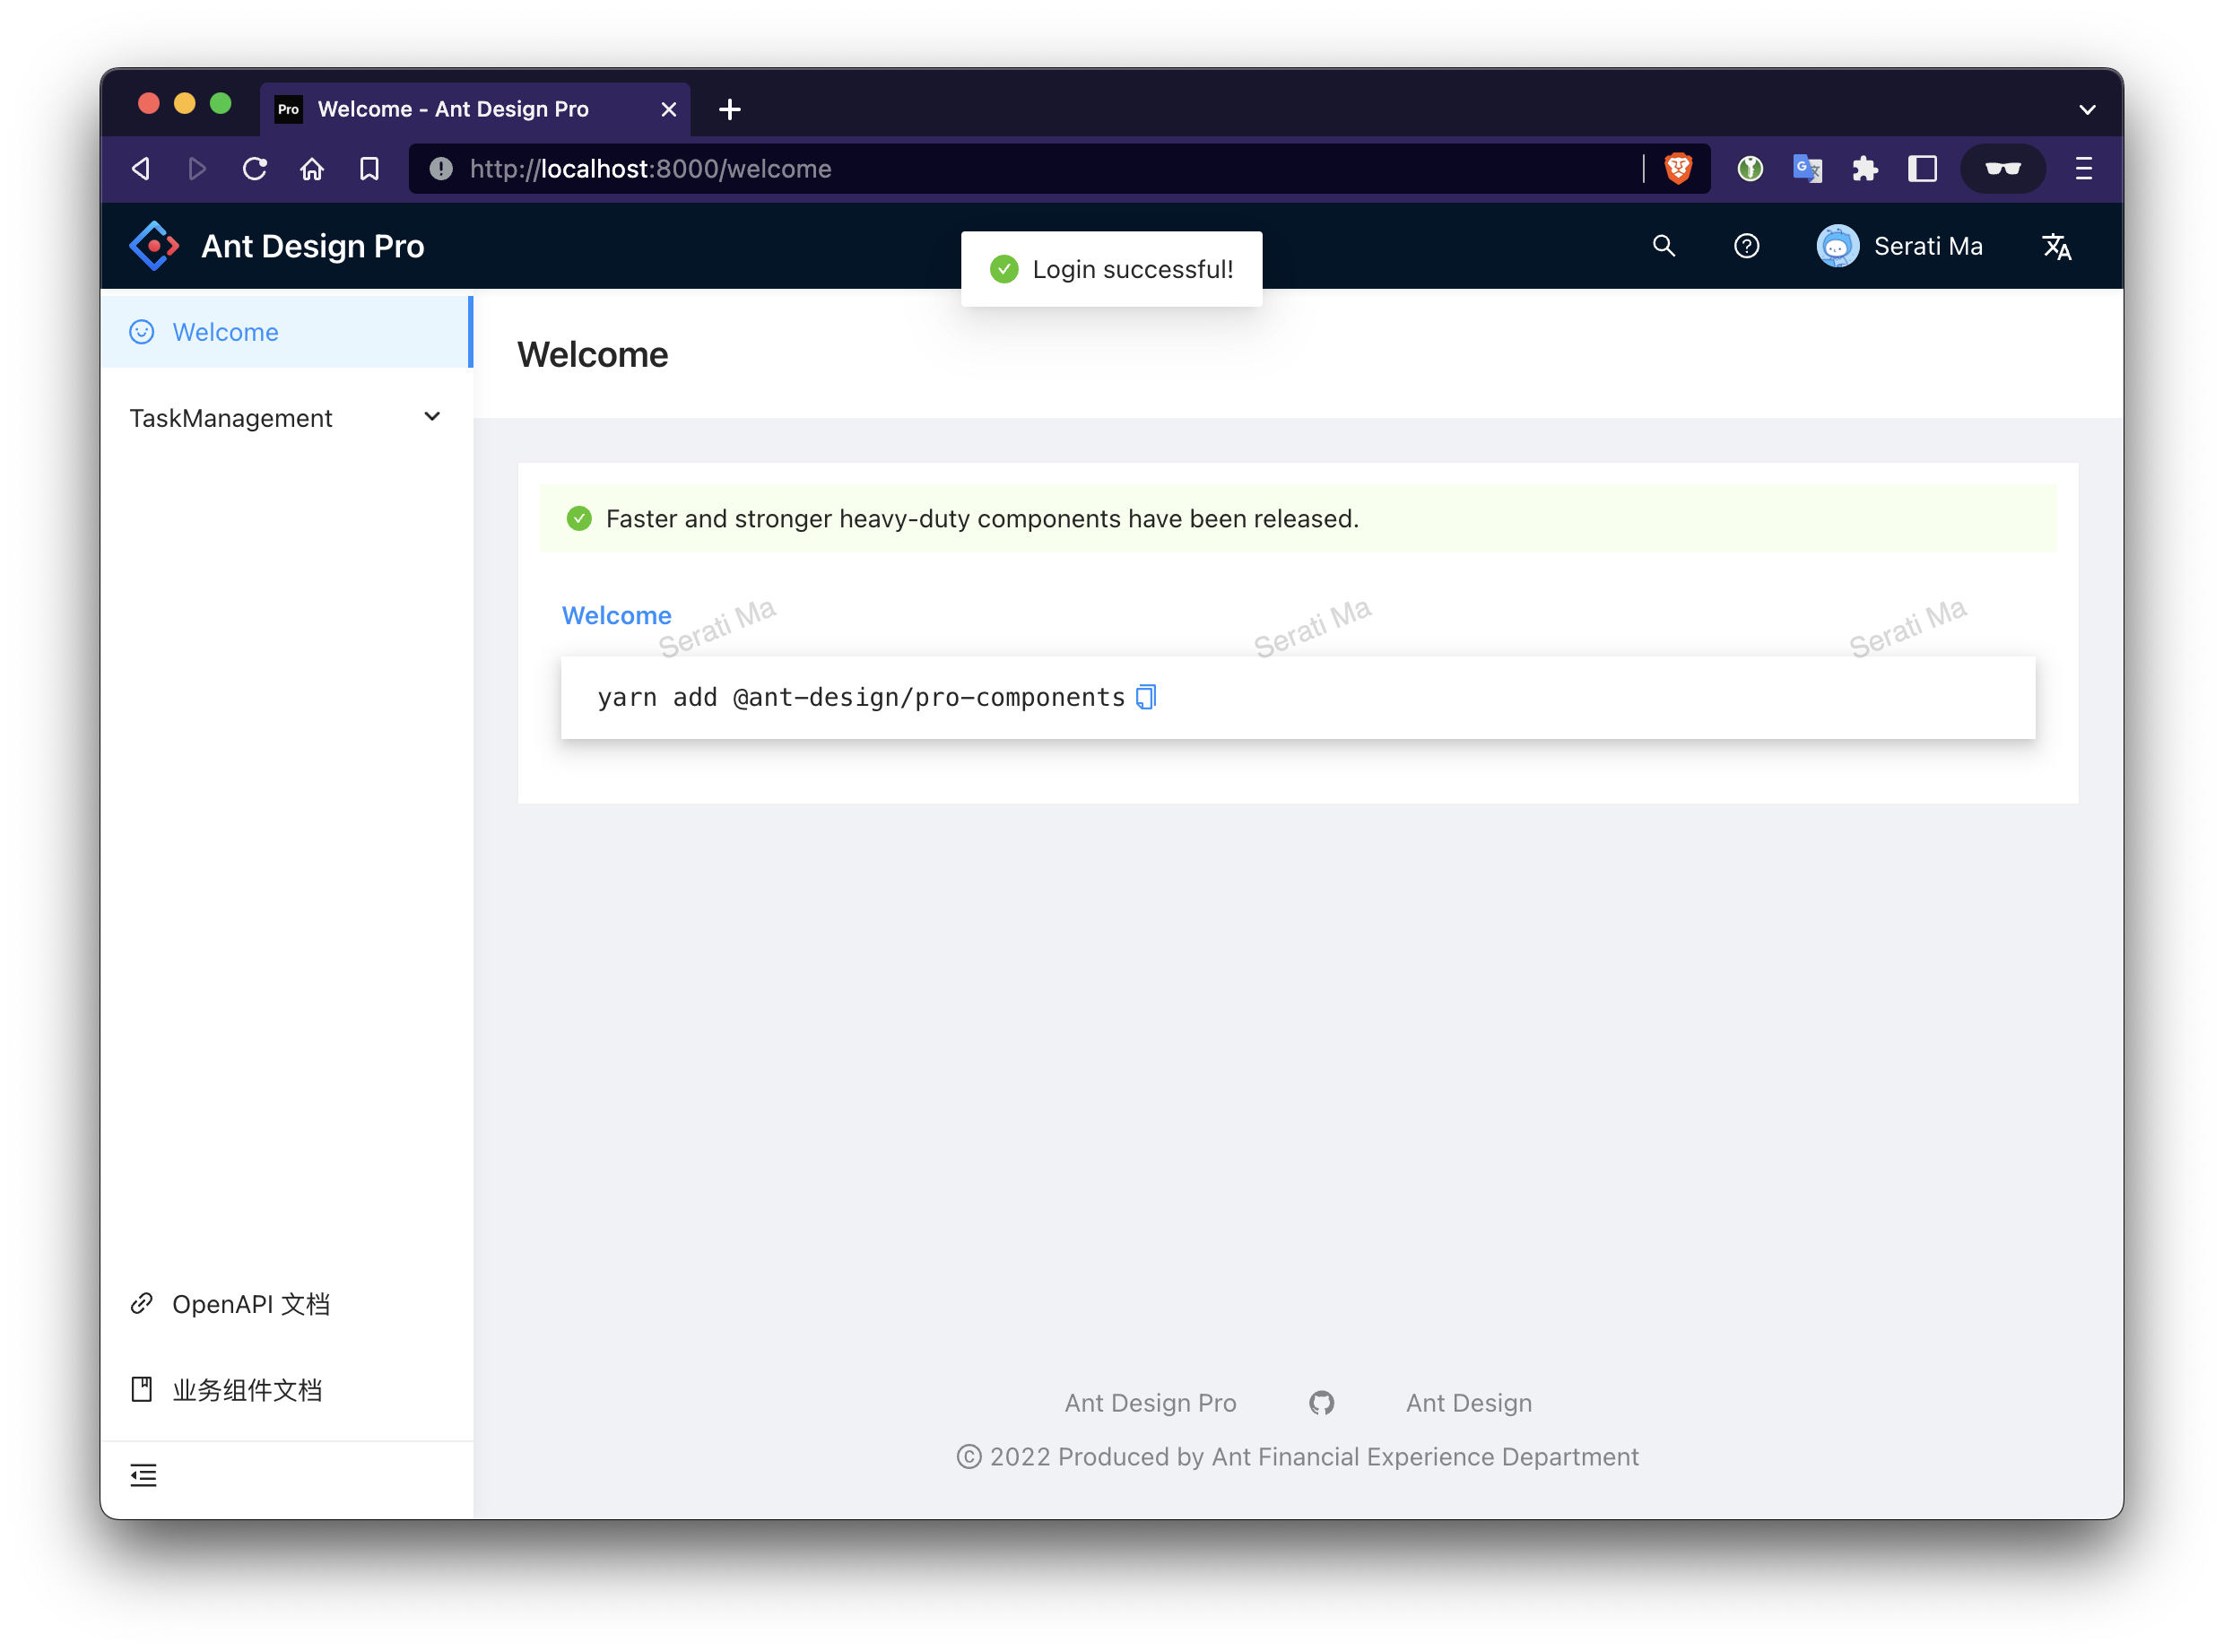 Pro Welcome - Ant Design Pro
http://localhost:8000/welcome
Ant Design Pro
Login successful!
Serati Ma
Welcome
TaskManagement
Welcome
Faster and stronger heavy-duty components have been released.
Welcome
Serati Ma Serati Ma Serati Ma
yarn add @ant-design/pro-components
OpenAPI 文档
业务组件文档
Ant Design Pro Ant Design
© 2022 Produced by Ant Financial Experience Department